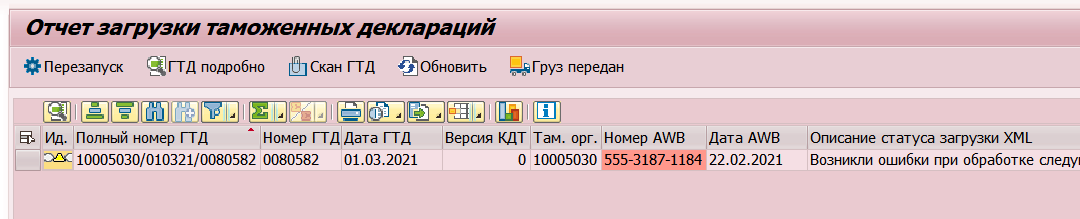 Отчет загрузки таможенных деклараций
Перезапуск ГТД подробно Скан ГТД Обновить Груз передан
Ид. Полный номер ГТД Номер ГТД Дата ГТД Версия КДТ Там. орг. Номер AWB Дата AWB Описание статуса загрузки XML
10005030/010321/0080582 0080582 01.03.2021 0 10005030 555-3187-1184 22.02.2021 Возникли ошибки при обработке следу